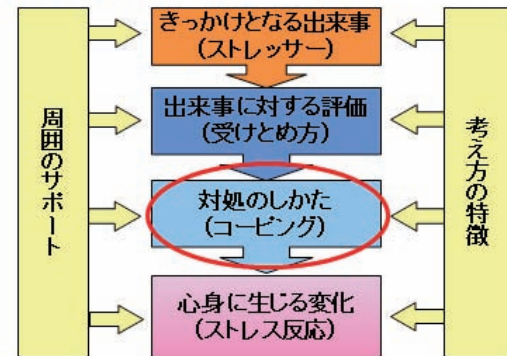 きっかけとなる出来事
(ストレッサー)
出来事に対する評価
(受けとめ方)
対処のしかた
(コーピング)
心身に生じる変化
(ストレス反応)
周囲のサポート
考え方の特徴